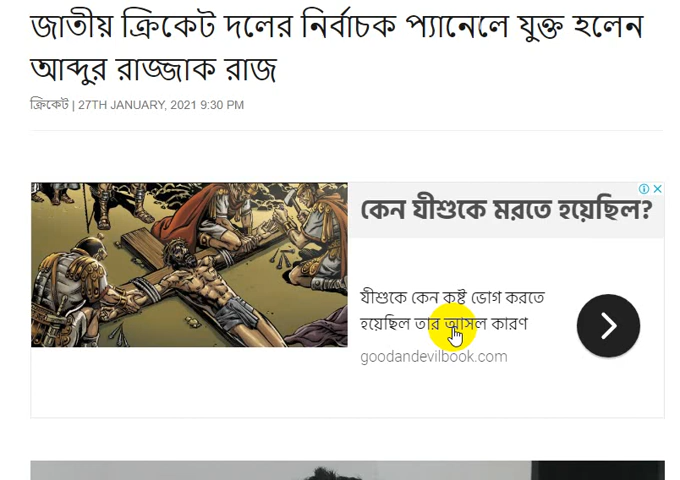 জাতীয় ক্রিকেট দলের নির্বাচক প্যানেলে যুক্ত হলেন
আব্দুর রাজ্জাক রাজ
ক্রিকেট | 27TH JANUARY, 2021 9:30 PM
কেন যীশুকে মরতে হয়েছিল?
যীশুকে কেন কষ্ট ভোগ করতে
হয়েছিল তার আসল কারণ
goodandevilbook.com